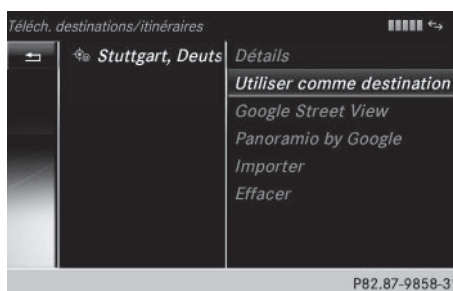 Téléch. destinations/itinéraires
Stuttgart, Deuts
Détails
Utiliser comme destination
Google Street View
Panoramio by Google
Importer
Effacer
P82.87-9858-3